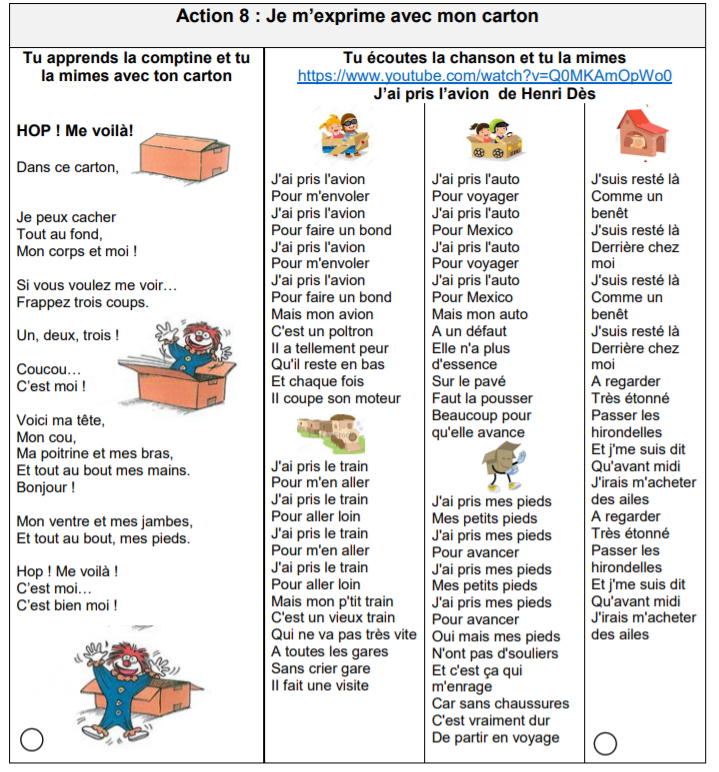 Action 8 : Je m’exprime avec mon carton
Tu apprends la comptine et tu
la mimes avec ton carton
HOP ! Me voilà!
Dans ce carton,
Je peux cacher
Tout au fond,
Mon corps et moi !
Si vous voulez me voir…
Frappez trois coups.
Un, deux, trois !
Coucou…
C'est moi !
Voici ma tête,
Mon cou,
Ma poitrine et mes bras,
Et tout au bout mes mains.
Bonjour !
Mon ventre et mes jambes,
Et tout au bout, mes pieds.
Hop ! Me voilà !
C'est moi…
C'est bien moi !
Tu écoutes la chanson et tu la mimes
https://www.youtube.com/watch?v=Q0MKAmOpWo0
J’ai pris l’avion  de Henri Dès
J'ai pris l'avion
Pour m'envoler
J'ai pris l'avion
Pour faire un bond
J'ai pris l'avion
Pour m'envoler
J'ai pris l'avion
Pour faire un bond
Mais mon avion
C'est un poltron
Il a tellement peur
Qu'il reste en bas
Et chaque fois
Il coupe son moteur
J'ai pris le train
Pour m'en aller
J'ai pris le train
Pour aller loin
J'ai pris le train
Pour m'en aller
J'ai pris le train
Pour aller loin
Mais mon p'tit train
C'est un vieux train
Qui ne va pas très vite
A toutes les gares
Sans crier gare
Il fait une visite
J'ai pris l'auto
Pour voyager
J'ai pris l'auto
Pour Mexico
J'ai pris l'auto
Pour voyager
J'ai pris l'auto
Pour Mexico
Mais mon auto
A un défaut
Elle n'a plus
d'essence
Sur le pavé
Faut la pousser
Beaucoup pour
qu'elle avance
J'ai pris mes pieds
Mes petits pieds
J'ai pris mes pieds
Pour avancer
J'ai pris mes pieds
Mes petits pieds
J'ai pris mes pieds
Pour avancer
Oui mais mes pieds
N'ont pas d'souliers
Et c'est ça qui
m'enrage
Car sans chaussures
C'est vraiment dur
De partir en voyage
J'suis resté là
Comme un
benêt
J'suis resté là
Derrière chez
moi
J'suis resté là
Comme un
benêt
J'suis resté là
Derrière chez
moi
A regarder
Très étonné
Passer les
hirondelles
Et j'me suis dit
Qu'avant midi
J'irais m'acheter
des ailes
A regarder
Très étonné
Passer les
hirondelles
Et j'me suis dit
Qu'avant midi
J'irais m'acheter
des ailes